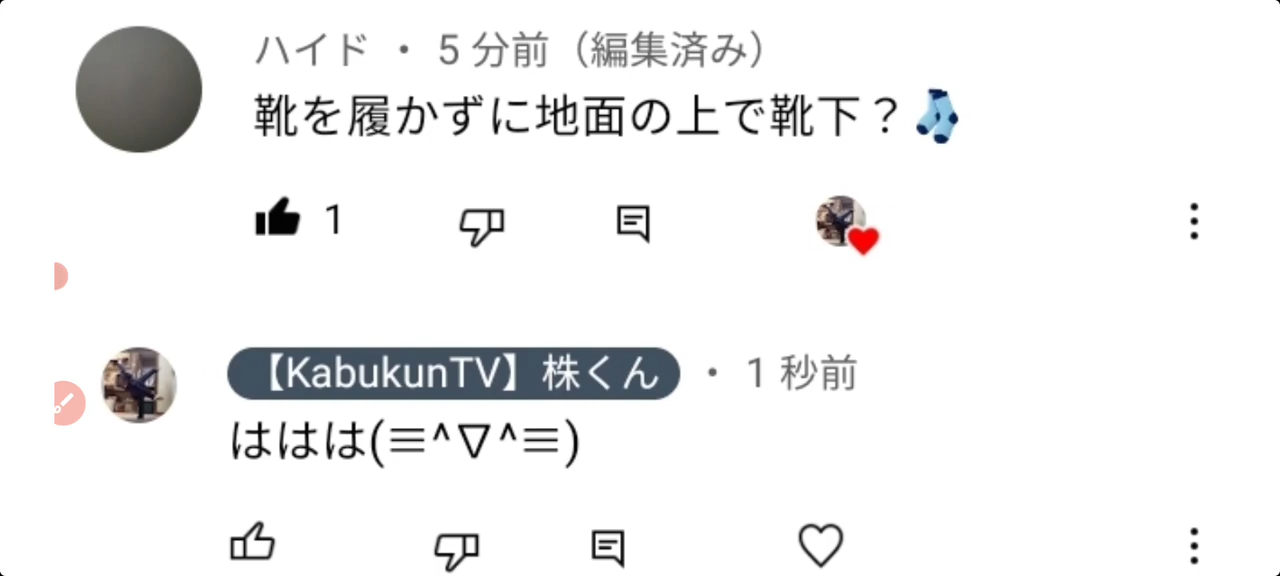 ハイド ・ 5 分前（編集済み）
靴を履かずに地面の上で靴下？🧦
1
【KabukunTV】株くん ・ 1 秒前
ははは(≡^∇^≡)